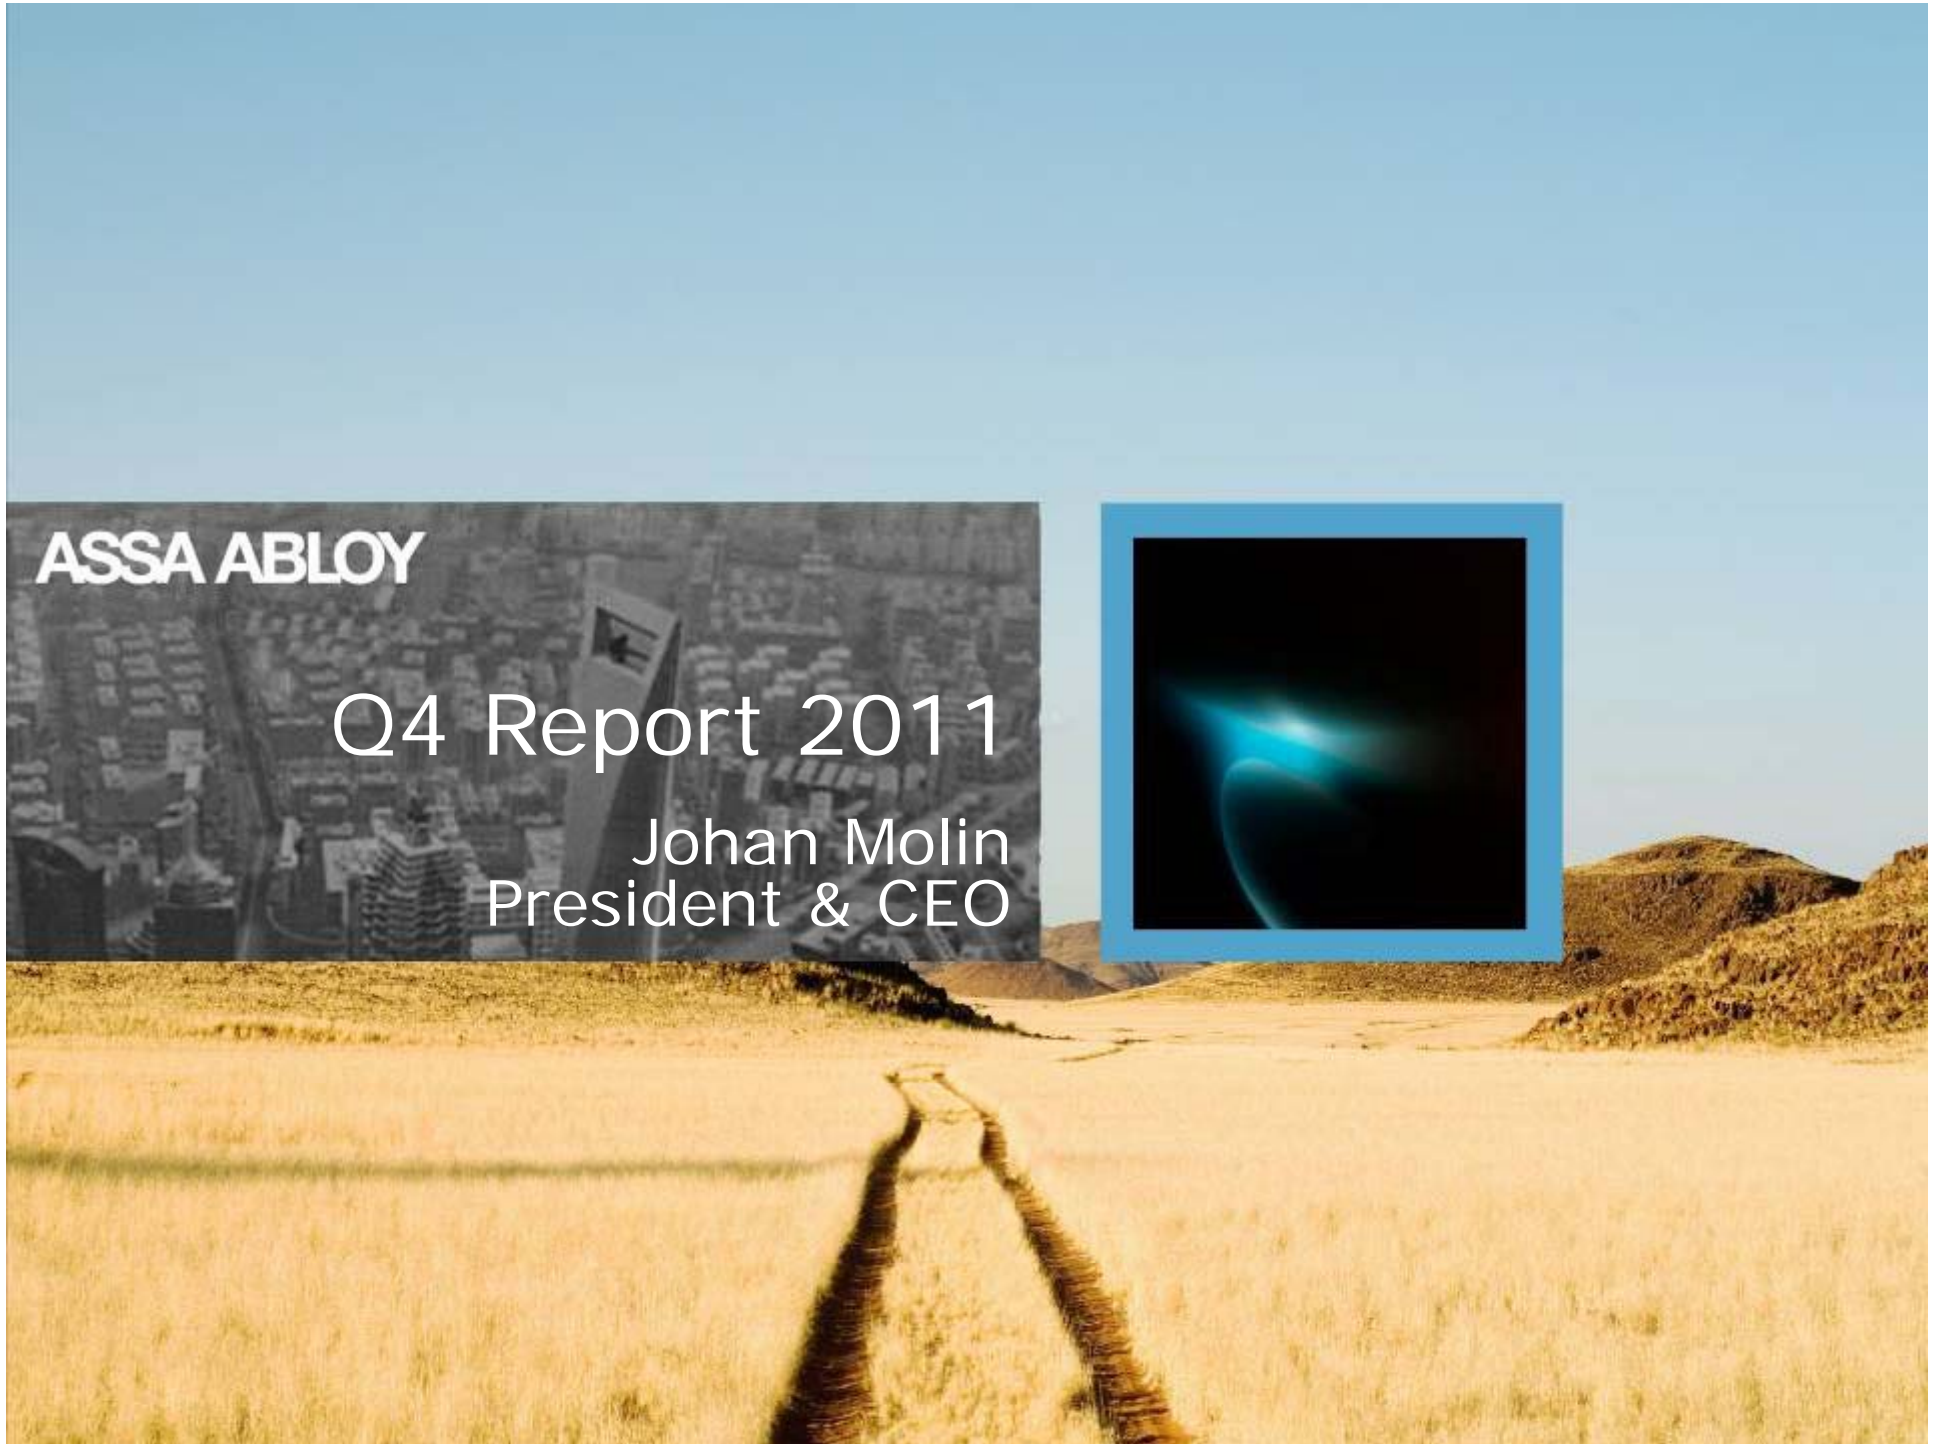 ASSA ABLOY
Q4 Report 2011
Johan Molin
President & CEO